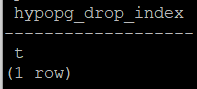 hypopg_drop_index
-------------------
t
(1 row)